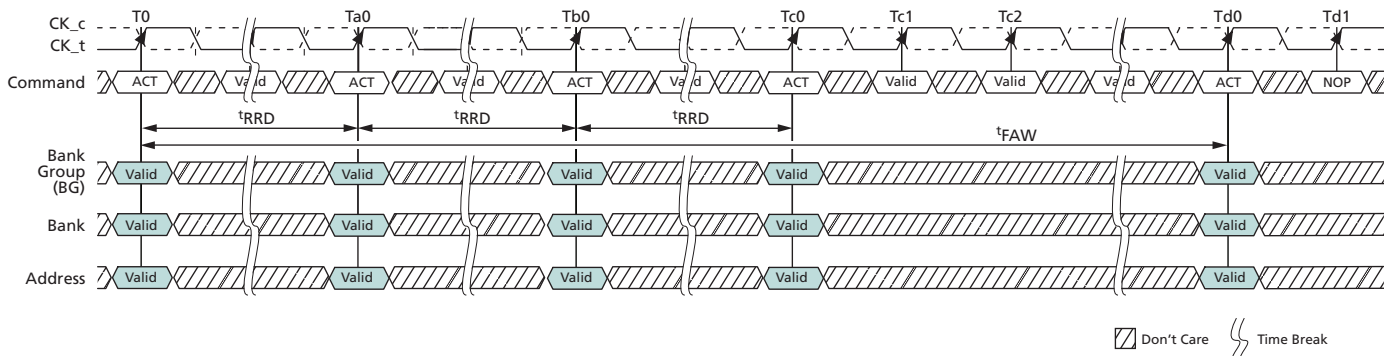 T0 Ta0 Tb0 Tc0 Tc1 Tc2 Td0 Td1
CK_c
CK_t
Command ACT Valid ACT Valid ACT Valid ACT Valid Valid Valid ACT NOP
tRRD tRRD tRRD
tFAW
Bank
Group
(BG)
Valid Valid Valid Valid Valid
Bank Valid Valid Valid Valid Valid
Address Valid Valid Valid Valid Valid
Don't Care Time Break